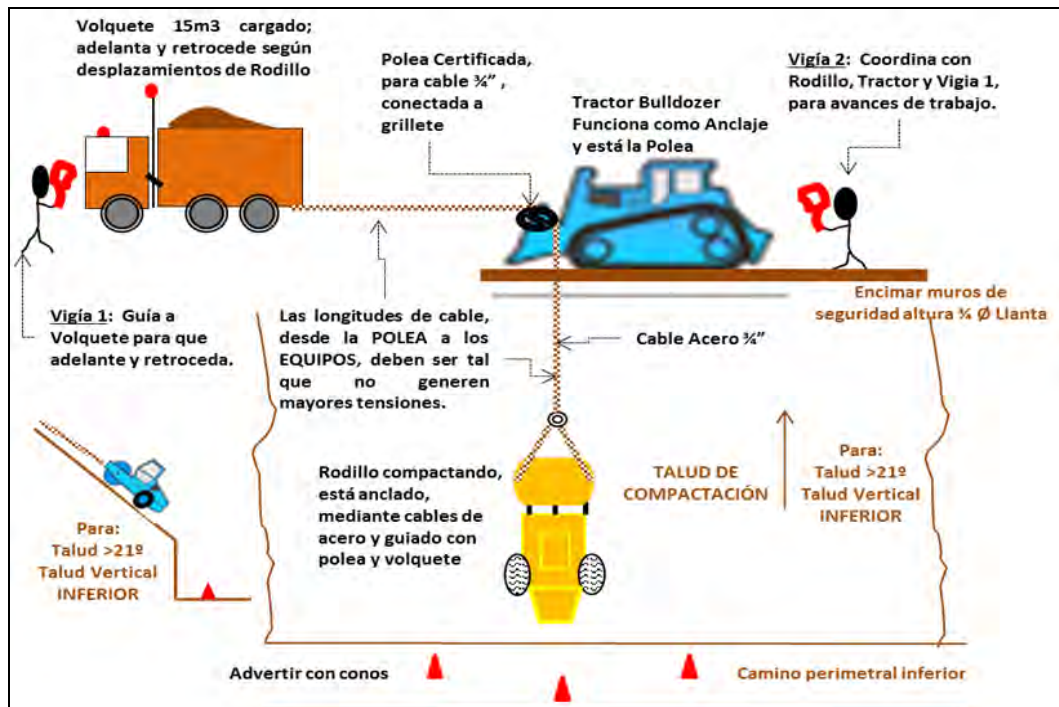 Volquete 15m3 cargado;
adelanta y retrocede según
desplazamientos de Rodillo
Polea Certificada,
para cable ¾” ,
conectada a
grillete
Tractor Bulldozer
Funciona como Anclaje
y está la Polea
Vigía 2: Coordina con
Rodillo, Tractor y Vigia 1,
para avances de trabajo.
Vigía 1: Guía a
Volquete para que
adelante y retroceda.
Las longitudes de cable,
desde la POLEA a los
EQUIPOS, deben ser tal
que no generen
mayores tensiones.
Cable Acero ¾”
Encimar muros de
seguridad altura ¾ Ø Llanta
Para:
Talud >21º
Talud Vertical
INFERIOR
Rodillo compactando,
está anclado,
mediante cables de
acero y guiado con
polea y volquete
TALUD DE
COMPACTACIÓN
Para:
Talud >21º
Talud Vertical
INFERIOR
Advertir con conos
Camino perimetral inferior